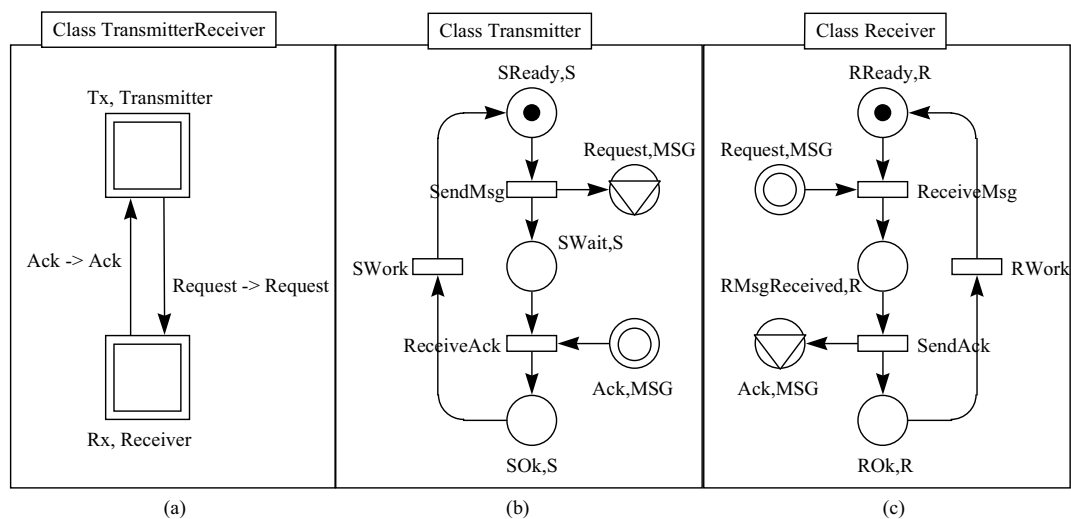 Class TransmitterReceiver
Tx, Transmitter
Ack -> Ack
Request -> Request
Rx, Receiver
(a)
Class Transmitter
SReady,S
Request,MSG
SendMsg
SWait,S
SWork
ReceiveAck
Ack,MSG
SOk,S
(b)
Class Receiver
RReady,R
Request,MSG
ReceiveMsg
RMsgReceived,R
RWork
SendAck
Ack,MSG
ROk,R
(c)